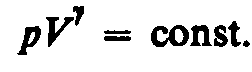 pV^γ = const.